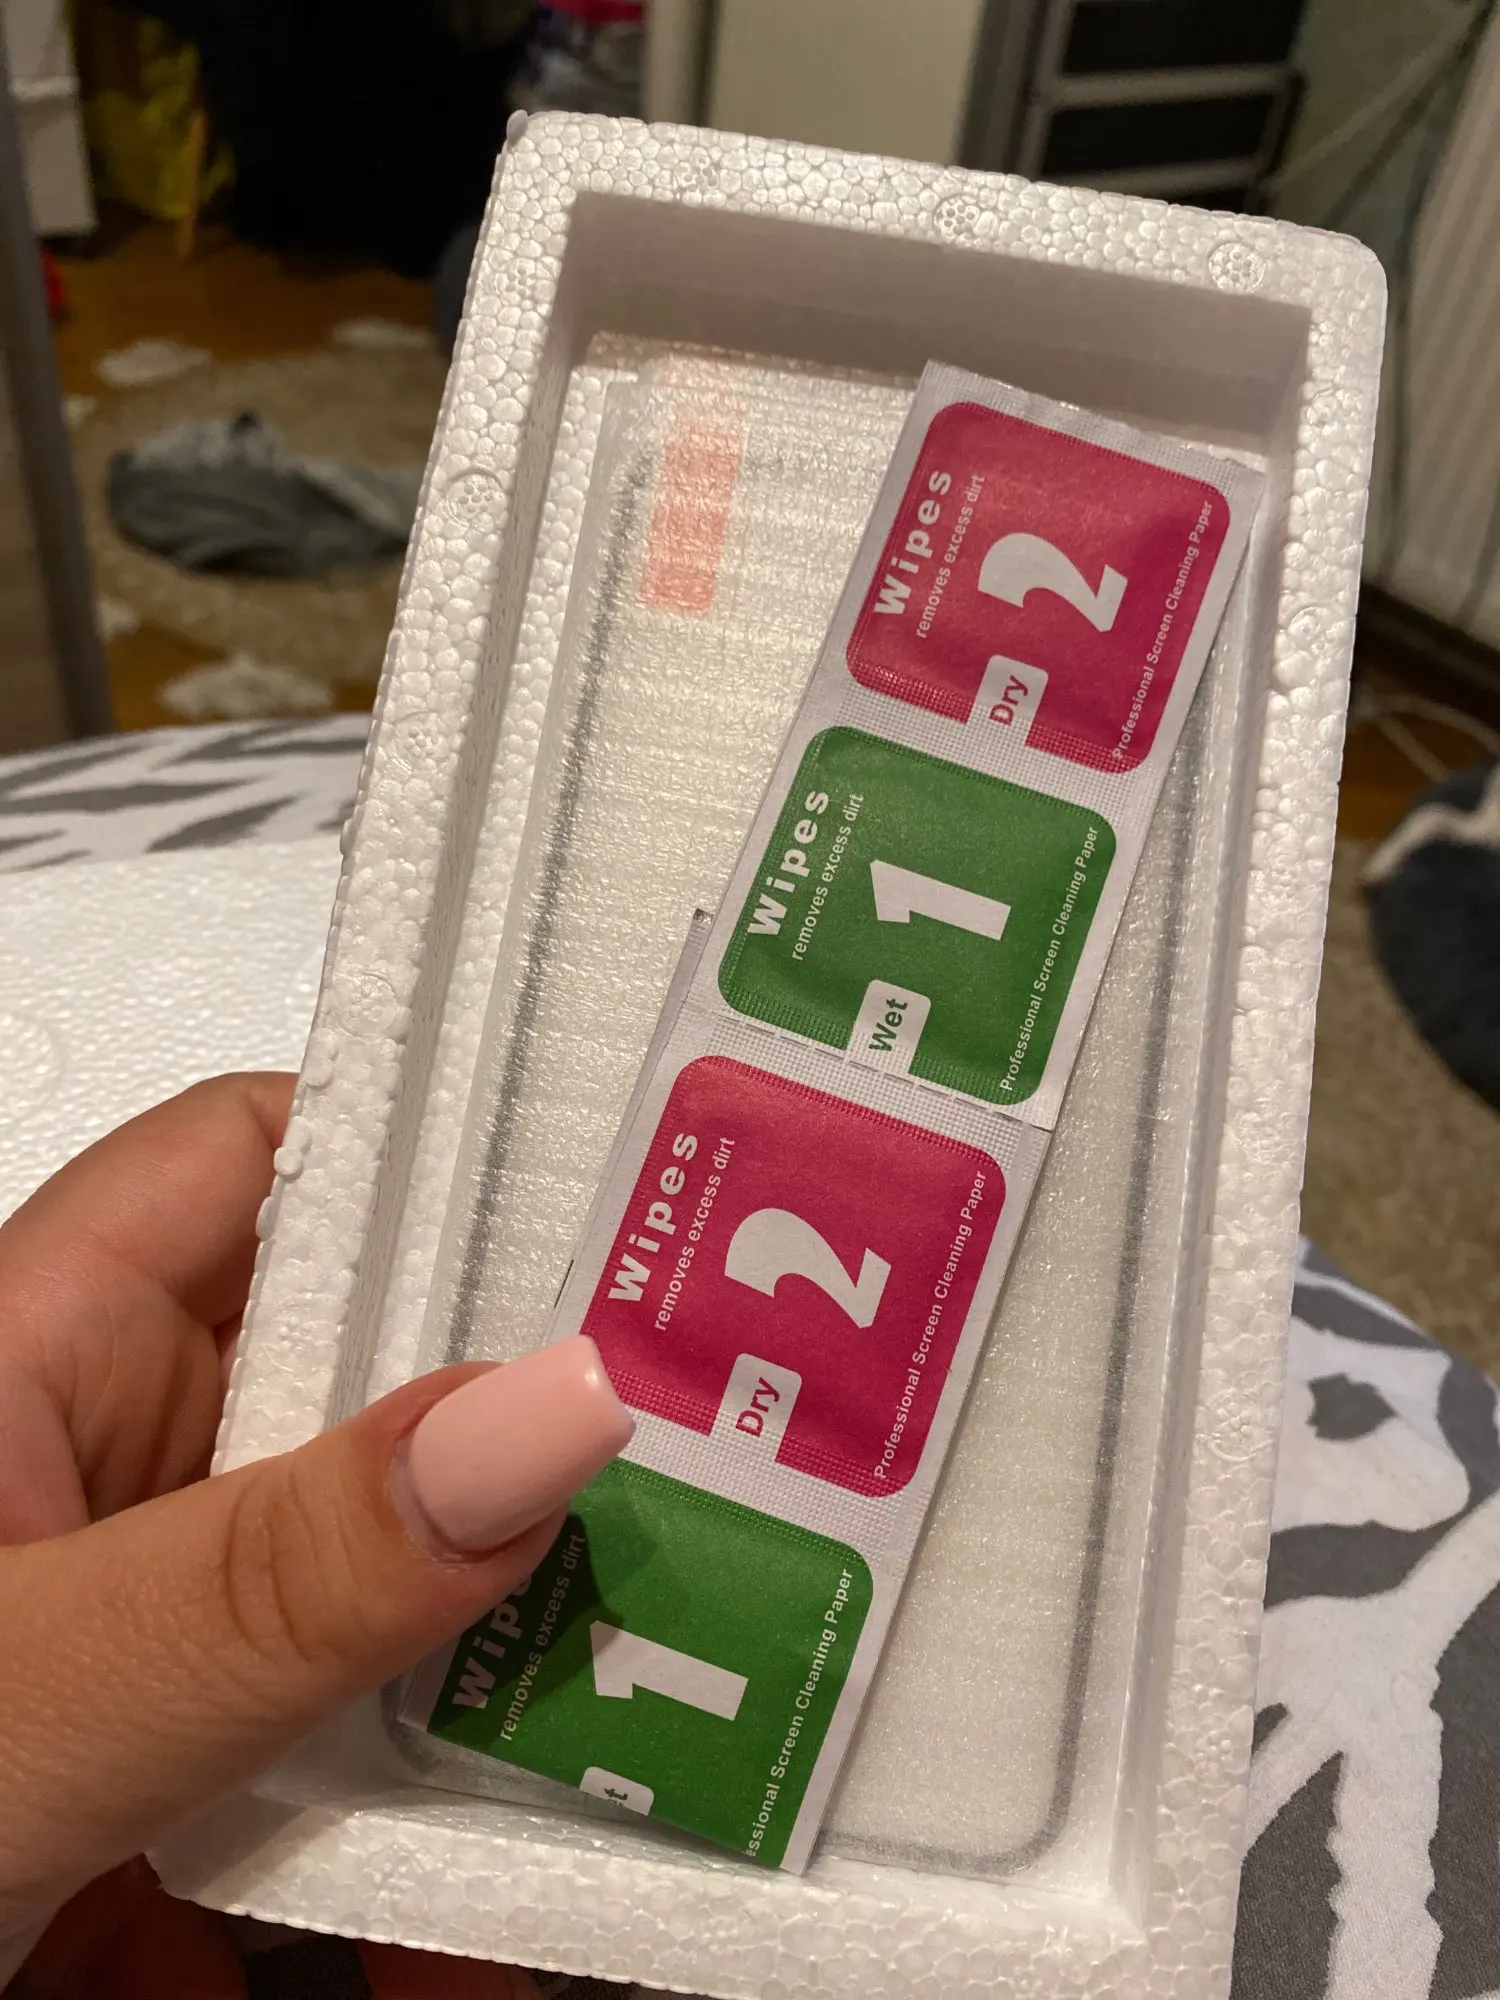 Wipes
removes excess dirt
2
Dry
Professional Screen Cleaning Paper
Wipes
removes excess dirt
1
Wet
Professional Screen Cleaning Paper
Wipes
removes excess dirt
2
Dry
Professional Screen Cleaning Paper
removes excess dirt
1
Screen Cleaning Paper